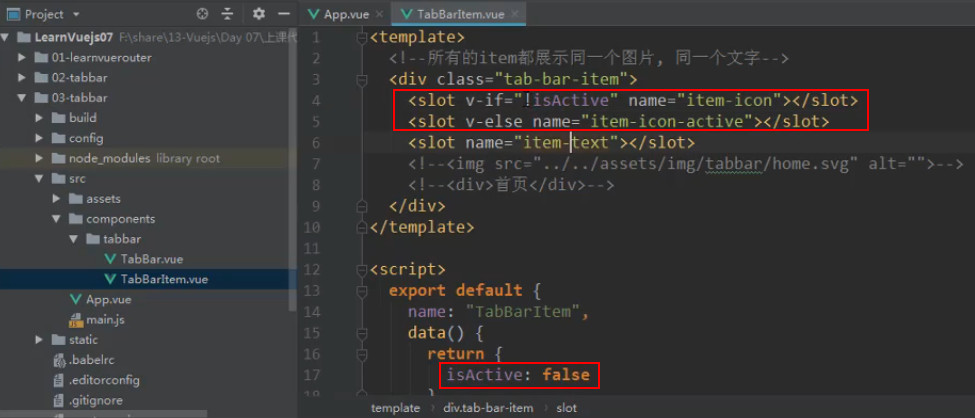 Project
App.vue
TabBarItem.vue
LearnVuejs07 F:\share\13-Vuejs\Day 07\上课代
01-learnvuerouter
02-tabbar
03-tabbar
build
config
node_modules library root
src
assets
components
tabbar
TabBar.vue
TabBarItem.vue
App.vue
main.js
static
.babelrc
.editorconfig
.gitignore
1 <template>
2 <!--所有的item都展示同一个图片, 同一个文字-->
3 <div class="tab-bar-item">
4 <slot v-if="!isActive" name="item-icon"></slot>
5 <slot v-else name="item-icon-active"></slot>
6 <slot name="item-text"></slot>
7 <!--<img src="../../assets/img/tabbar/home.svg" alt="">-->
8 <!--<div>首页</div>-->
9 </div>
10 </template>
11
12 <script>
13 export default {
14 name: "TabBarItem",
15 data() {
16 return {
17 isActive: false
18 }
template › div.tab-bar-item › slot